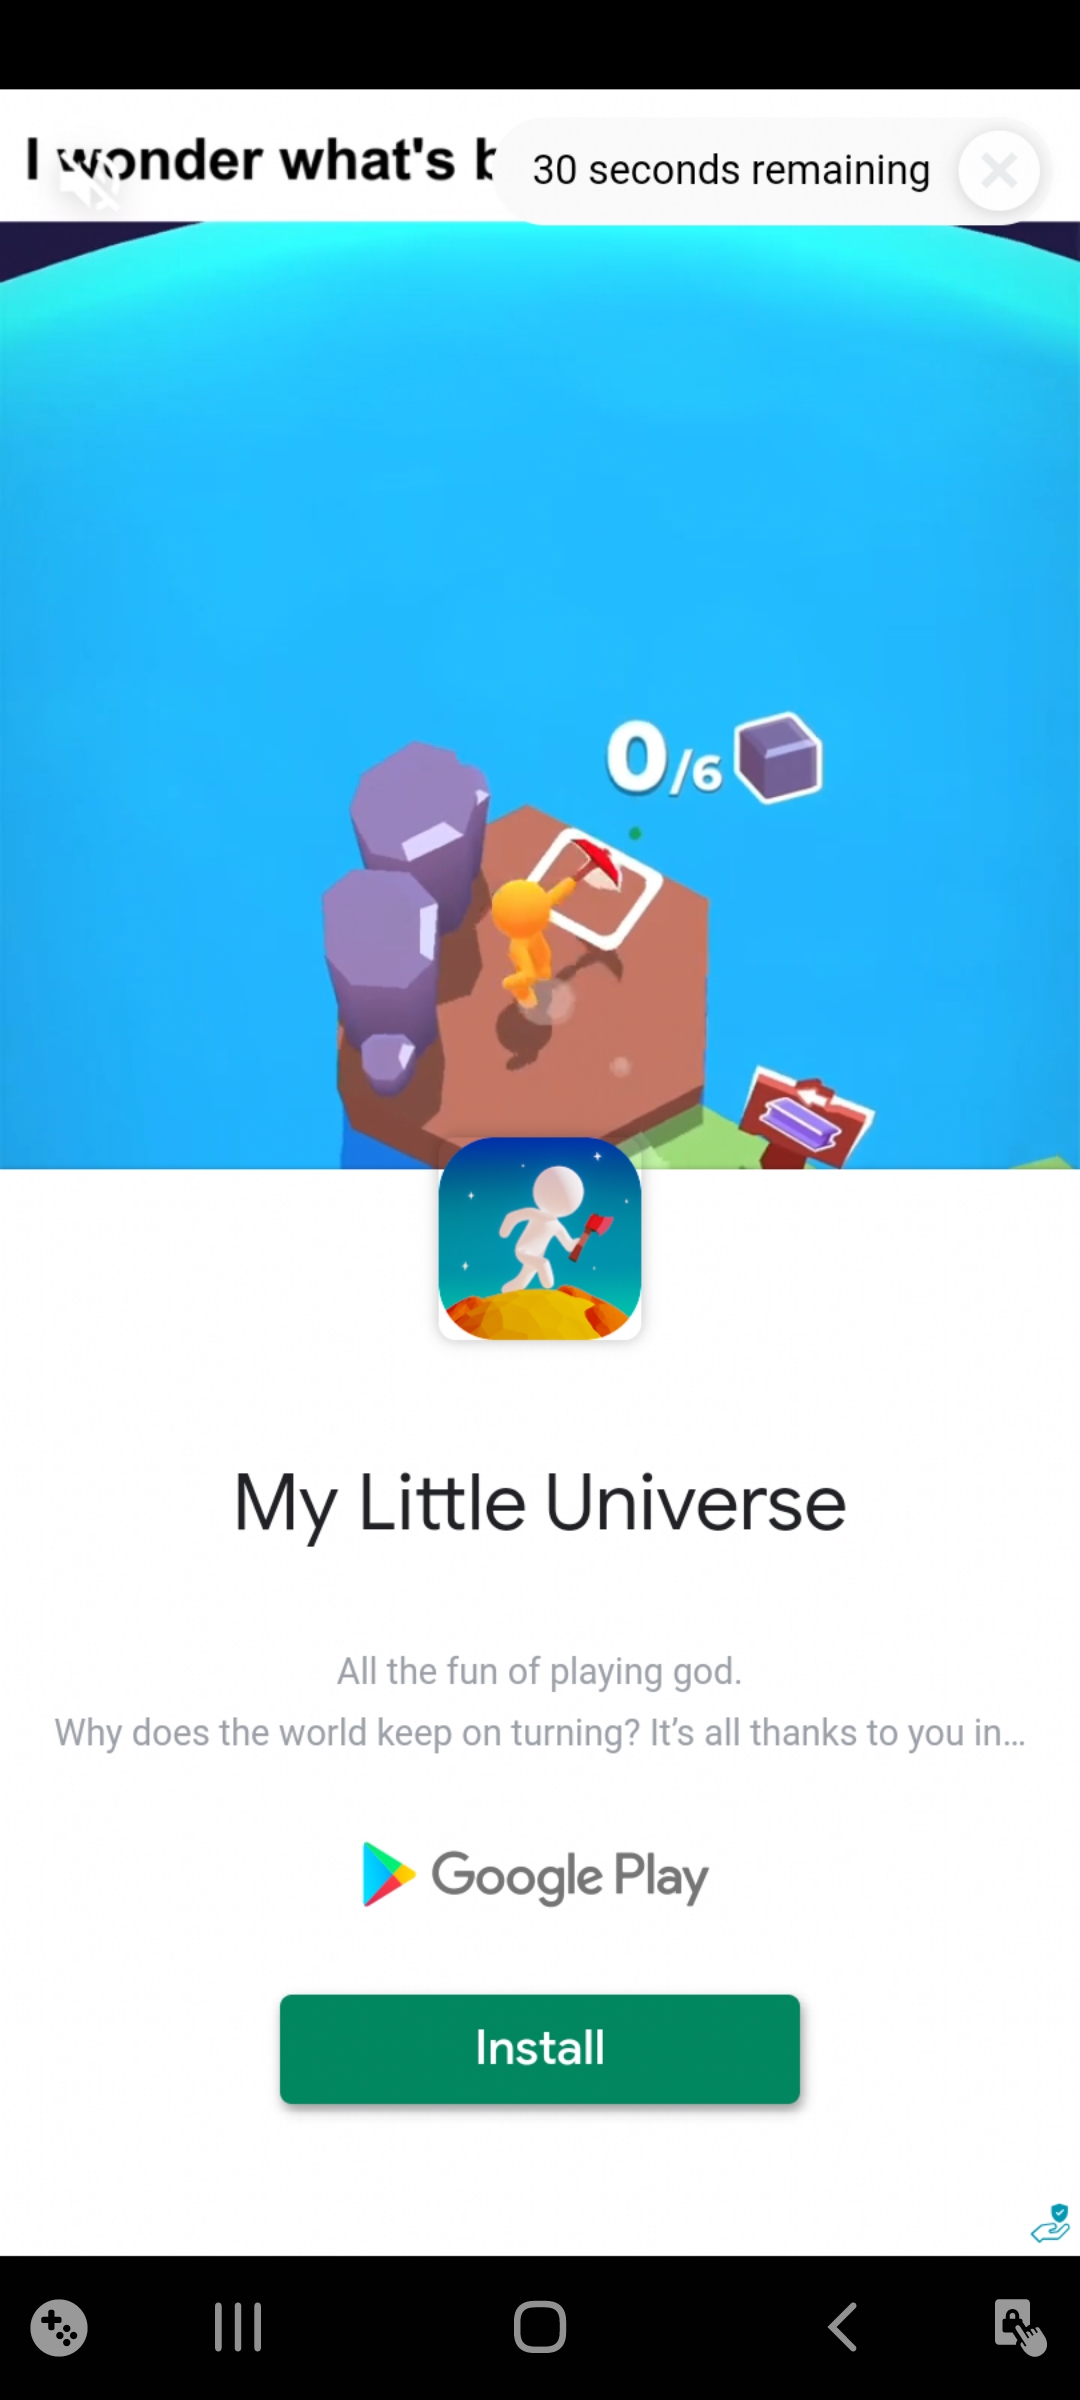 I wonder what's
30 seconds remaining
0/6
My Little Universe
All the fun of playing god.
Why does the world keep on turning? It’s all thanks to you in…
Google Play
Install